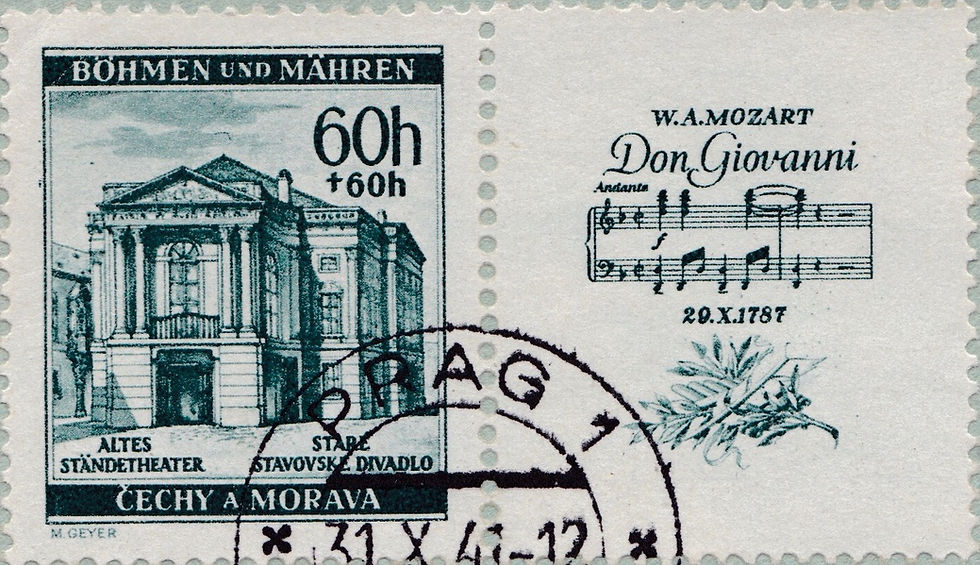 BÖHMEN UND MÄHREN
60h
+60h
ALTES
STÄNDETHEATER
STARÉ
STAVOVSKÉ DIVADLO
ČECHY A MORAVA
M. GEYER
W.A.MOZART
Don Giovanni
Andante
f
29.X.1787
PRAG 1
* 31 X 41-12 *